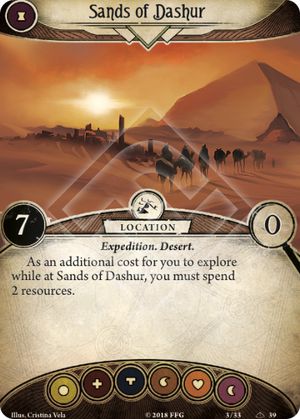 Sands of Dashur
7
LOCATION
0
Expedition. Desert.
As an additional cost for you to explore
while at Sands of Dashur, you must spend
2 resources.
Illus. Cristina Vela
© 2018 FFG
3/33
39